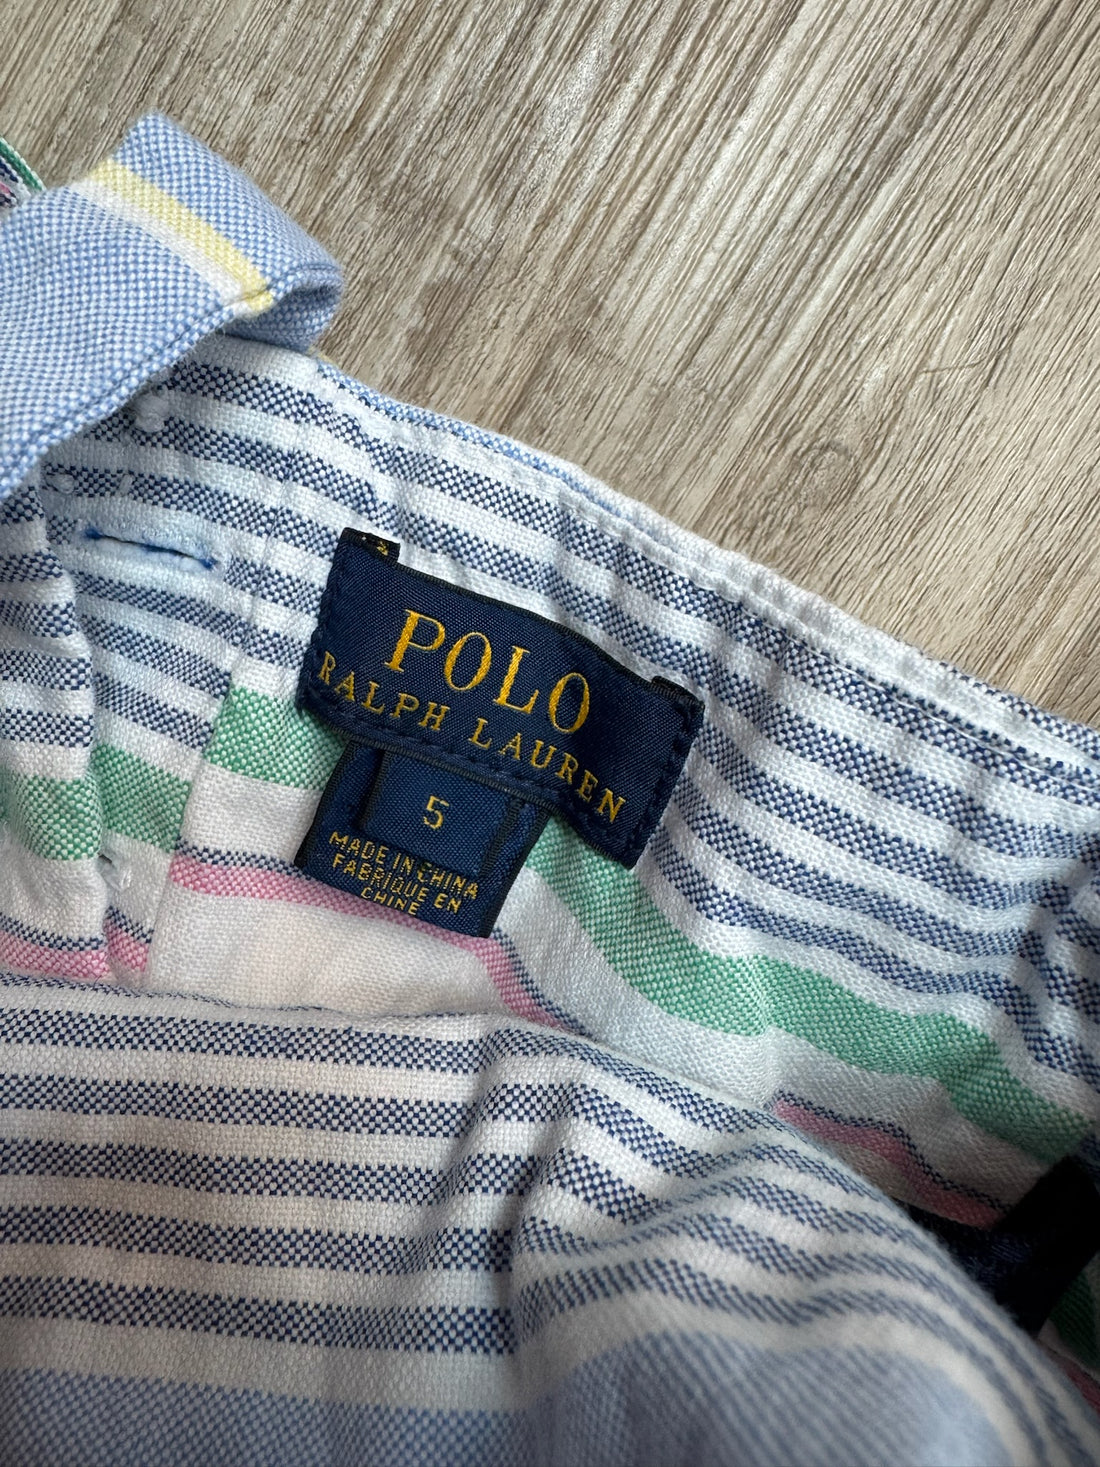 POLO
RALPH LAUREN
5
MADE IN CHINA
FABRIQUE EN
CHINE